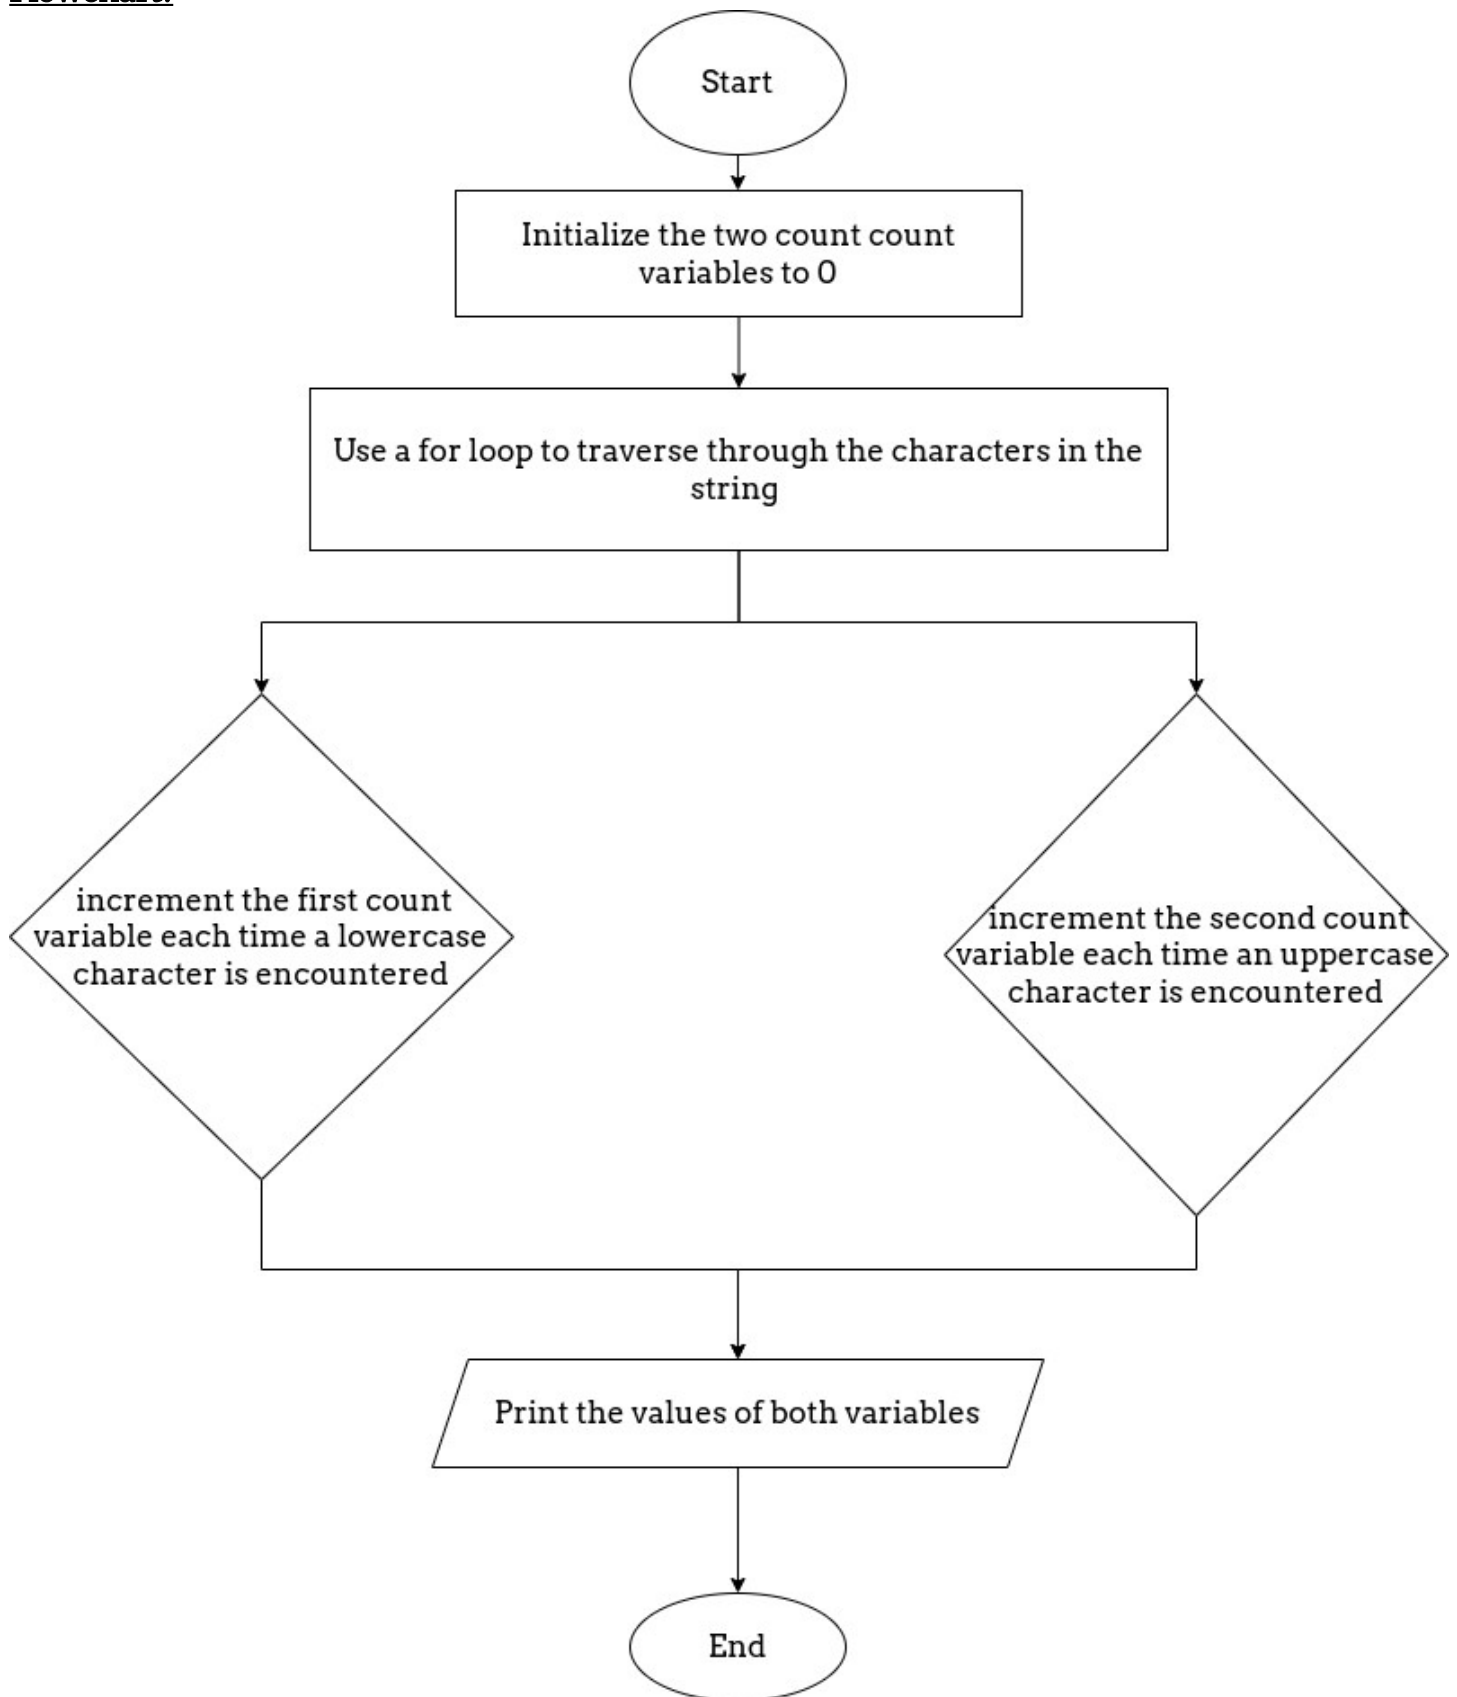 Flowchart:
Start
Initialize the two count count
variables to 0
Use a for loop to traverse through the characters in the
string
increment the first count
variable each time a lowercase
character is encountered
increment the second count
variable each time an uppercase
character is encountered
Print the values of both variables
End